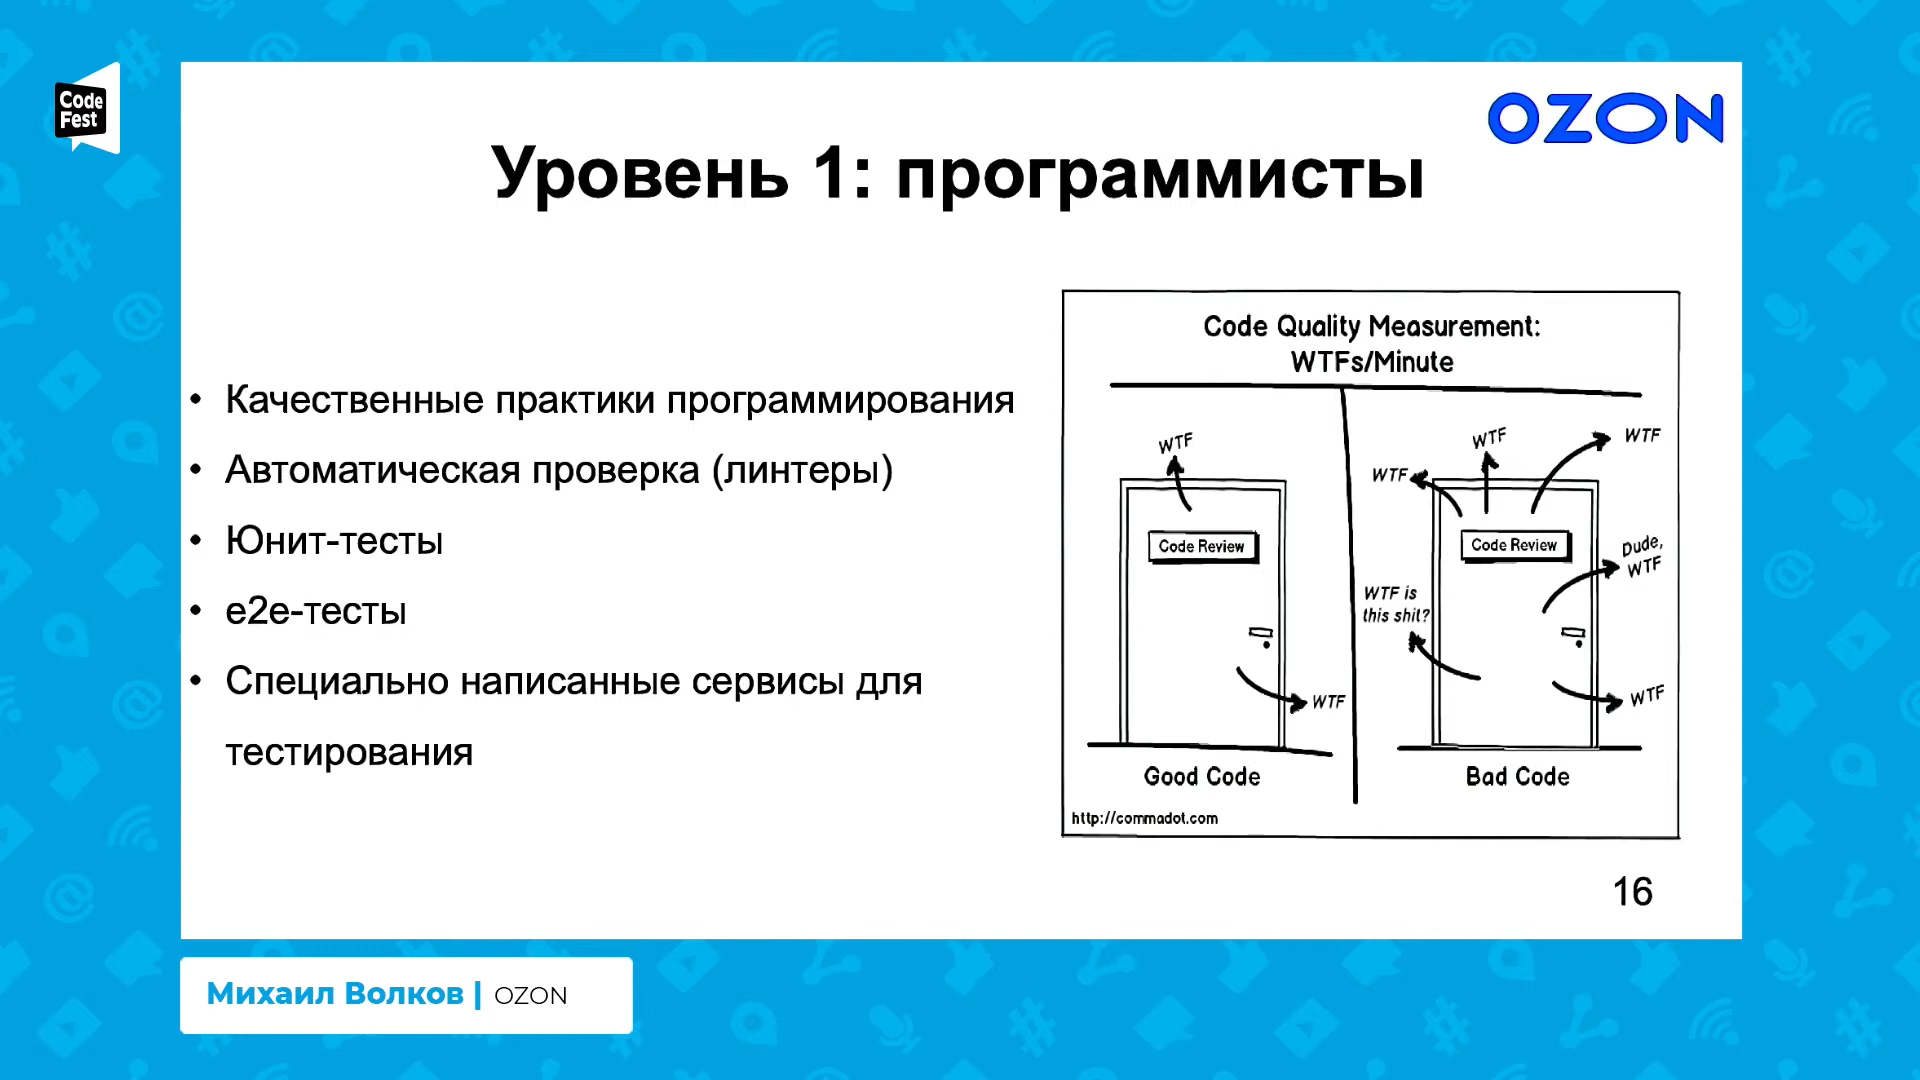 Code
Fest
OZON
Уровень 1: программисты
• Качественные практики программирования
• Автоматическая проверка (линтеры)
• Юнит-тесты
• e2e-тесты
• Специально написанные сервисы для
тестирования
Code Quality Measurement:
WTFs/Minute
WTF
Code Review
WTF
Good Code
WTF
WTF
WTF
Code Review
Dude,
WTF
WTF is
this shit?
WTF
Bad Code
http://commadot.com
16
Михаил Волков | OZON